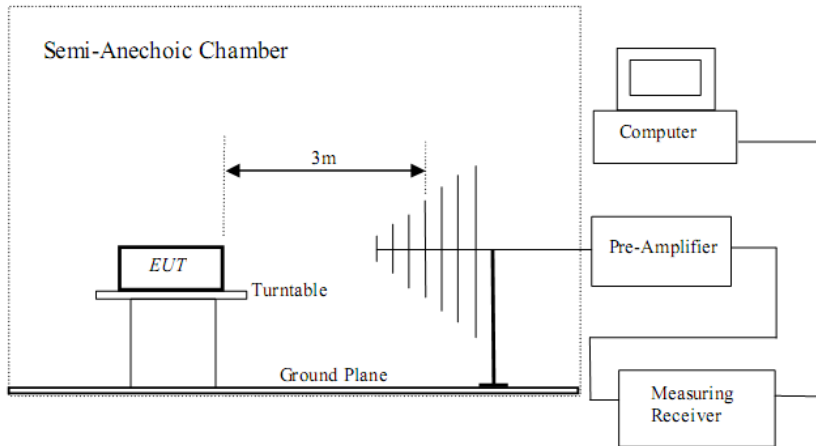 Semi-Anechoic Chamber
3m
EUT
Turntable
Ground Plane
Computer
Pre-Amplifier
Measuring
Receiver